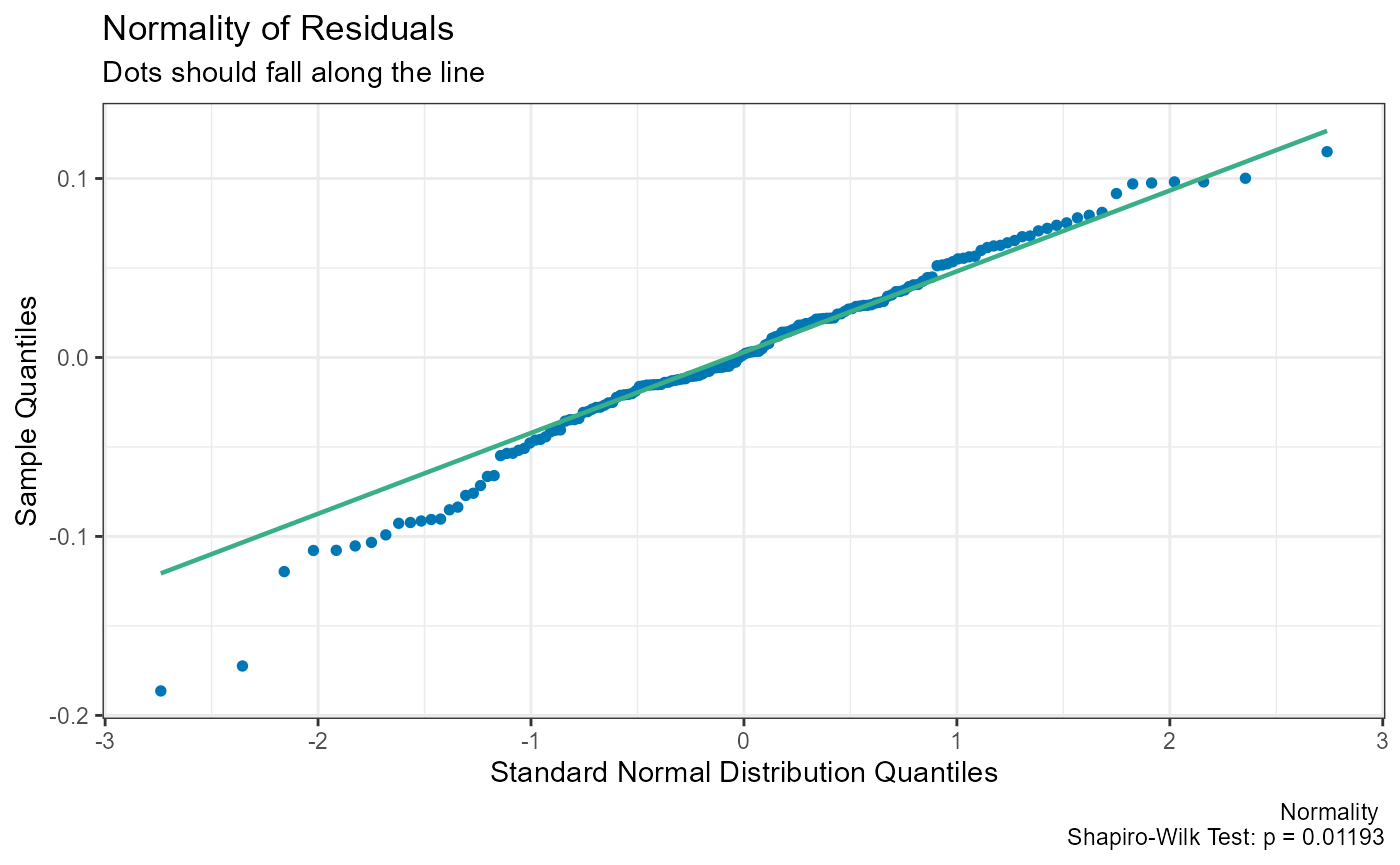 Normality of Residuals
Dots should fall along the line
0.1
0.0
-0.1
-0.2
Sample Quantiles
-3 -2 -1 0 1 2 3
Standard Normal Distribution Quantiles
Normality
Shapiro-Wilk Test: p = 0.01193